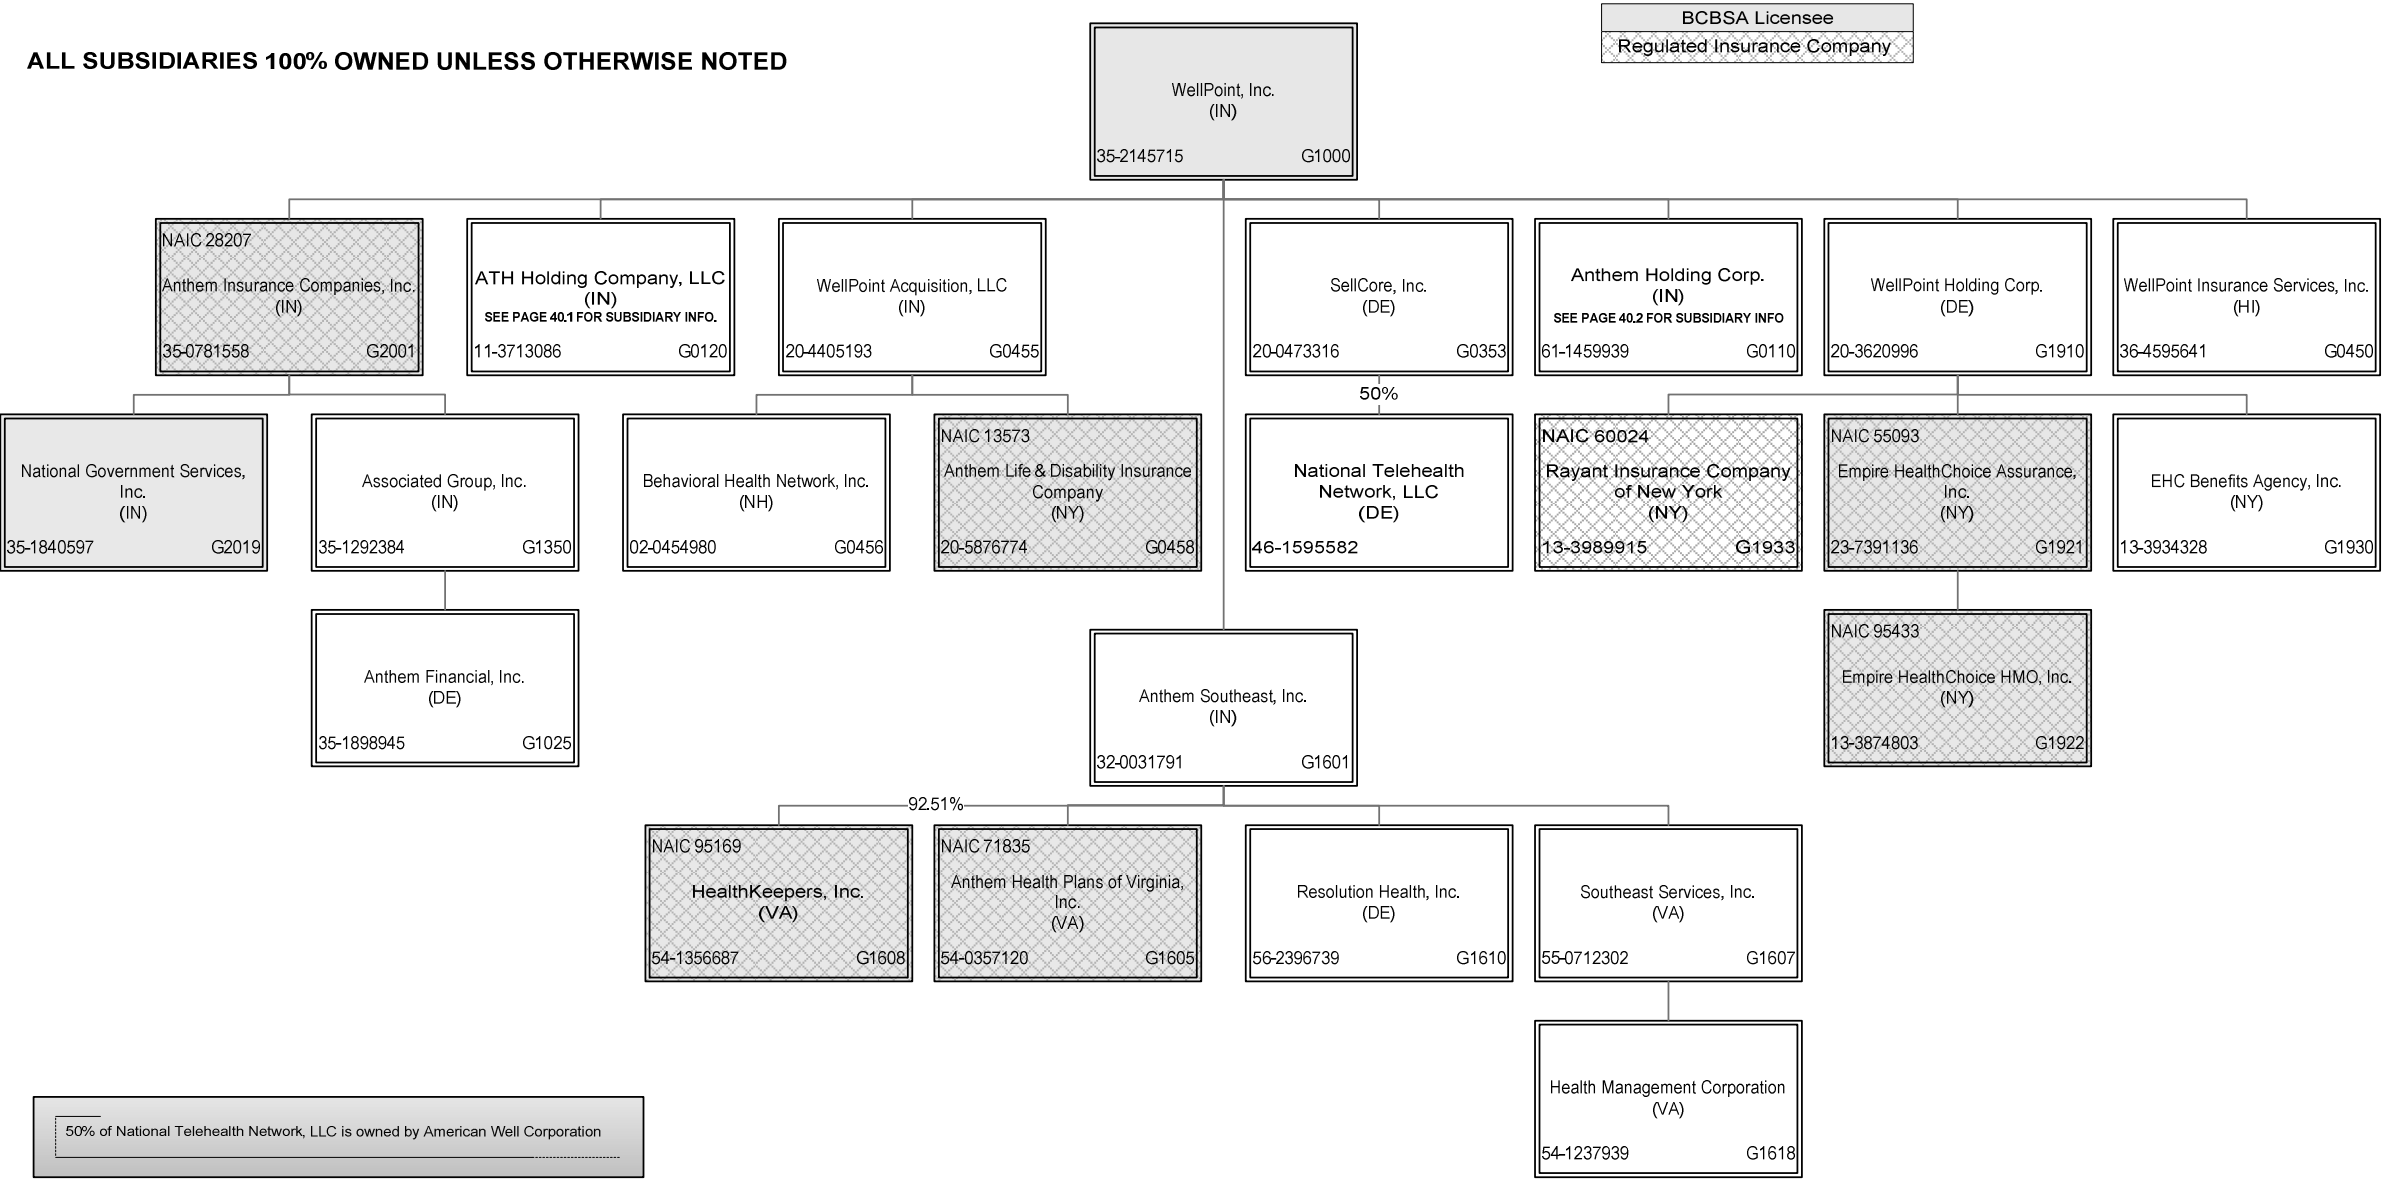 BCBSA Licensee
Regulated Insurance Company
ALL SUBSIDIARIES 100% OWNED UNLESS OTHERWISE NOTED
WellPoint, Inc.
(IN)
35-2145715 G1000
NAIC 28207
Anthem Insurance Companies, Inc.
(IN)
35-0781558 G2001
ATH Holding Company, LLC
(IN)
SEE PAGE 40.1 FOR SUBSIDIARY INFO.
11-3713086 G0120
WellPoint Acquisition, LLC
(IN)
20-4405193 G0455
SellCore, Inc.
(DE)
20-0473316 G0353
Anthem Holding Corp.
(IN)
SEE PAGE 40.2 FOR SUBSIDIARY INFO
61-1459939 G0110
WellPoint Holding Corp.
(DE)
20-3620996 G1910
WellPoint Insurance Services, Inc.
(HI)
36-4595641 G0450
50%
National Government Services,
Inc.
(IN)
35-1840597 G2019
Associated Group, Inc.
(IN)
35-1292384 G1350
Behavioral Health Network, Inc.
(NH)
02-0454980 G0456
NAIC 13573
Anthem Life & Disability Insurance
Company
(NY)
20-5876774 G0458
National Telehealth
Network, LLC
(DE)
46-1595582
NAIC 60024
Rayant Insurance Company
of New York
(NY)
13-3989915 G1933
NAIC 55093
Empire HealthChoice Assurance,
Inc.
(NY)
23-7391136 G1921
EHC Benefits Agency, Inc.
(NY)
13-3934328 G1930
Anthem Financial, Inc.
(DE)
35-1898945 G1025
Anthem Southeast, Inc.
(IN)
32-0031791 G1601
NAIC 95433
Empire HealthChoice HMO, Inc.
(NY)
13-3874803 G1922
92.51%
NAIC 95169
HealthKeepers, Inc.
(VA)
54-1356687 G1608
NAIC 71835
Anthem Health Plans of Virginia,
Inc.
(VA)
54-0357120 G1605
Resolution Health, Inc.
(DE)
56-2396739 G1610
Southeast Services, Inc.
(VA)
55-0712302 G1607
Health Management Corporation
(VA)
54-1237939 G1618
50% of National Telehealth Network, LLC is owned by American Well Corporation